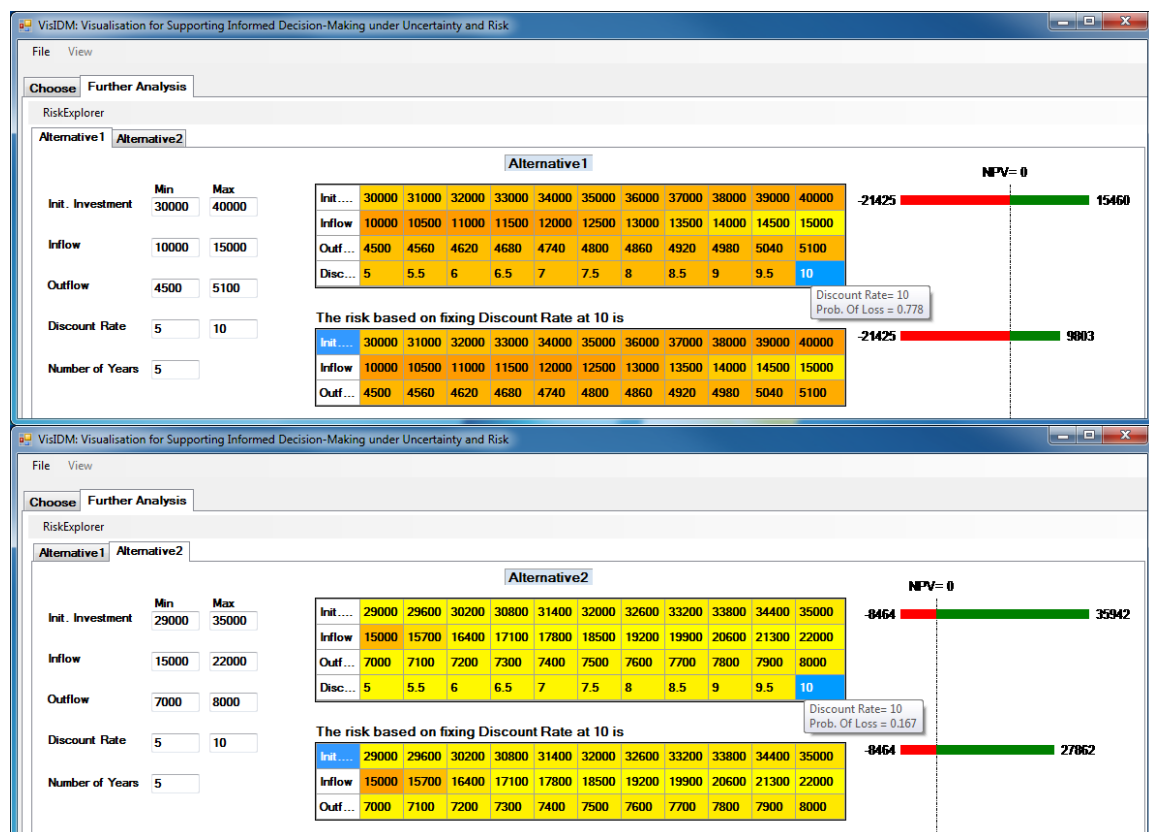 VisIDM: Visualisation for Supporting Informed Decision-Making under Uncertainty and Risk
File View
Choose Further Analysis
RiskExplorer
Alternative1 Alternative2
Alternative1
NPV= 0
Min Max
Init. Investment 30000 40000
Init.... 30000 31000 32000 33000 34000 35000 36000 37000 38000 39000 40000
-21425 15460
Inflow 10000 10500 11000 11500 12000 12500 13000 13500 14000 14500 15000
Inflow 10000 15000
Outf... 4500 4560 4620 4680 4740 4800 4860 4920 4980 5040 5100
Disc... 5 5.5 6 6.5 7 7.5 8 8.5 9 9.5 10
Outflow 4500 5100
Discount Rate= 10
Prob. Of Loss = 0.778
The risk based on fixing Discount Rate at 10 is
Discount Rate 5 10
Init.... 30000 31000 32000 33000 34000 35000 36000 37000 38000 39000 40000
-21425 9803
Number of Years 5
Inflow 10000 10500 11000 11500 12000 12500 13000 13500 14000 14500 15000
Outf... 4500 4560 4620 4680 4740 4800 4860 4920 4980 5040 5100
VisIDM: Visualisation for Supporting Informed Decision-Making under Uncertainty and Risk
File View
Choose Further Analysis
RiskExplorer
Alternative1 Alternative2
Alternative2
NPV= 0
Min Max
Init. Investment 29000 35000
Init.... 29000 29600 30200 30800 31400 32000 32600 33200 33800 34400 35000
-8464 35942
Inflow 15000 15700 16400 17100 17800 18500 19200 19900 20600 21300 22000
Inflow 15000 22000
Outf... 7000 7100 7200 7300 7400 7500 7600 7700 7800 7900 8000
Disc... 5 5.5 6 6.5 7 7.5 8 8.5 9 9.5 10
Outflow 7000 8000
Discount Rate= 10
Prob. Of Loss = 0.167
The risk based on fixing Discount Rate at 10 is
Discount Rate 5 10
Init.... 29000 29600 30200 30800 31400 32000 32600 33200 33800 34400 35000
-8464 27862
Number of Years 5
Inflow 15000 15700 16400 17100 17800 18500 19200 19900 20600 21300 22000
Outf... 7000 7100 7200 7300 7400 7500 7600 7700 7800 7900 8000